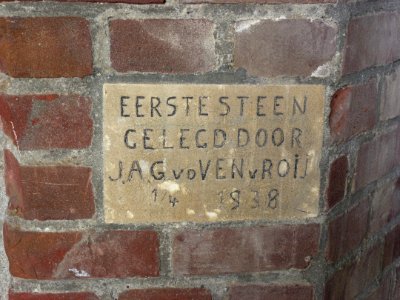 EERSTE STEEN
GELEGD DOOR
J.A.G. v D VEN v ROIJ
1/4 1938